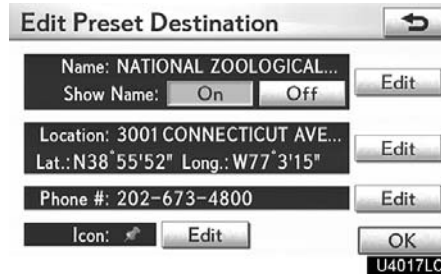 Edit Preset Destination
Name: NATIONAL ZOOLOGICAL...
Edit
Show Name: On Off
Location: 3001 CONNECTICUT AVE...
Edit
Lat.: N38°55'52" Long.: W77°3'15"
Phone #: 202-673-4800 Edit
Icon: Edit
OK
U4017LC